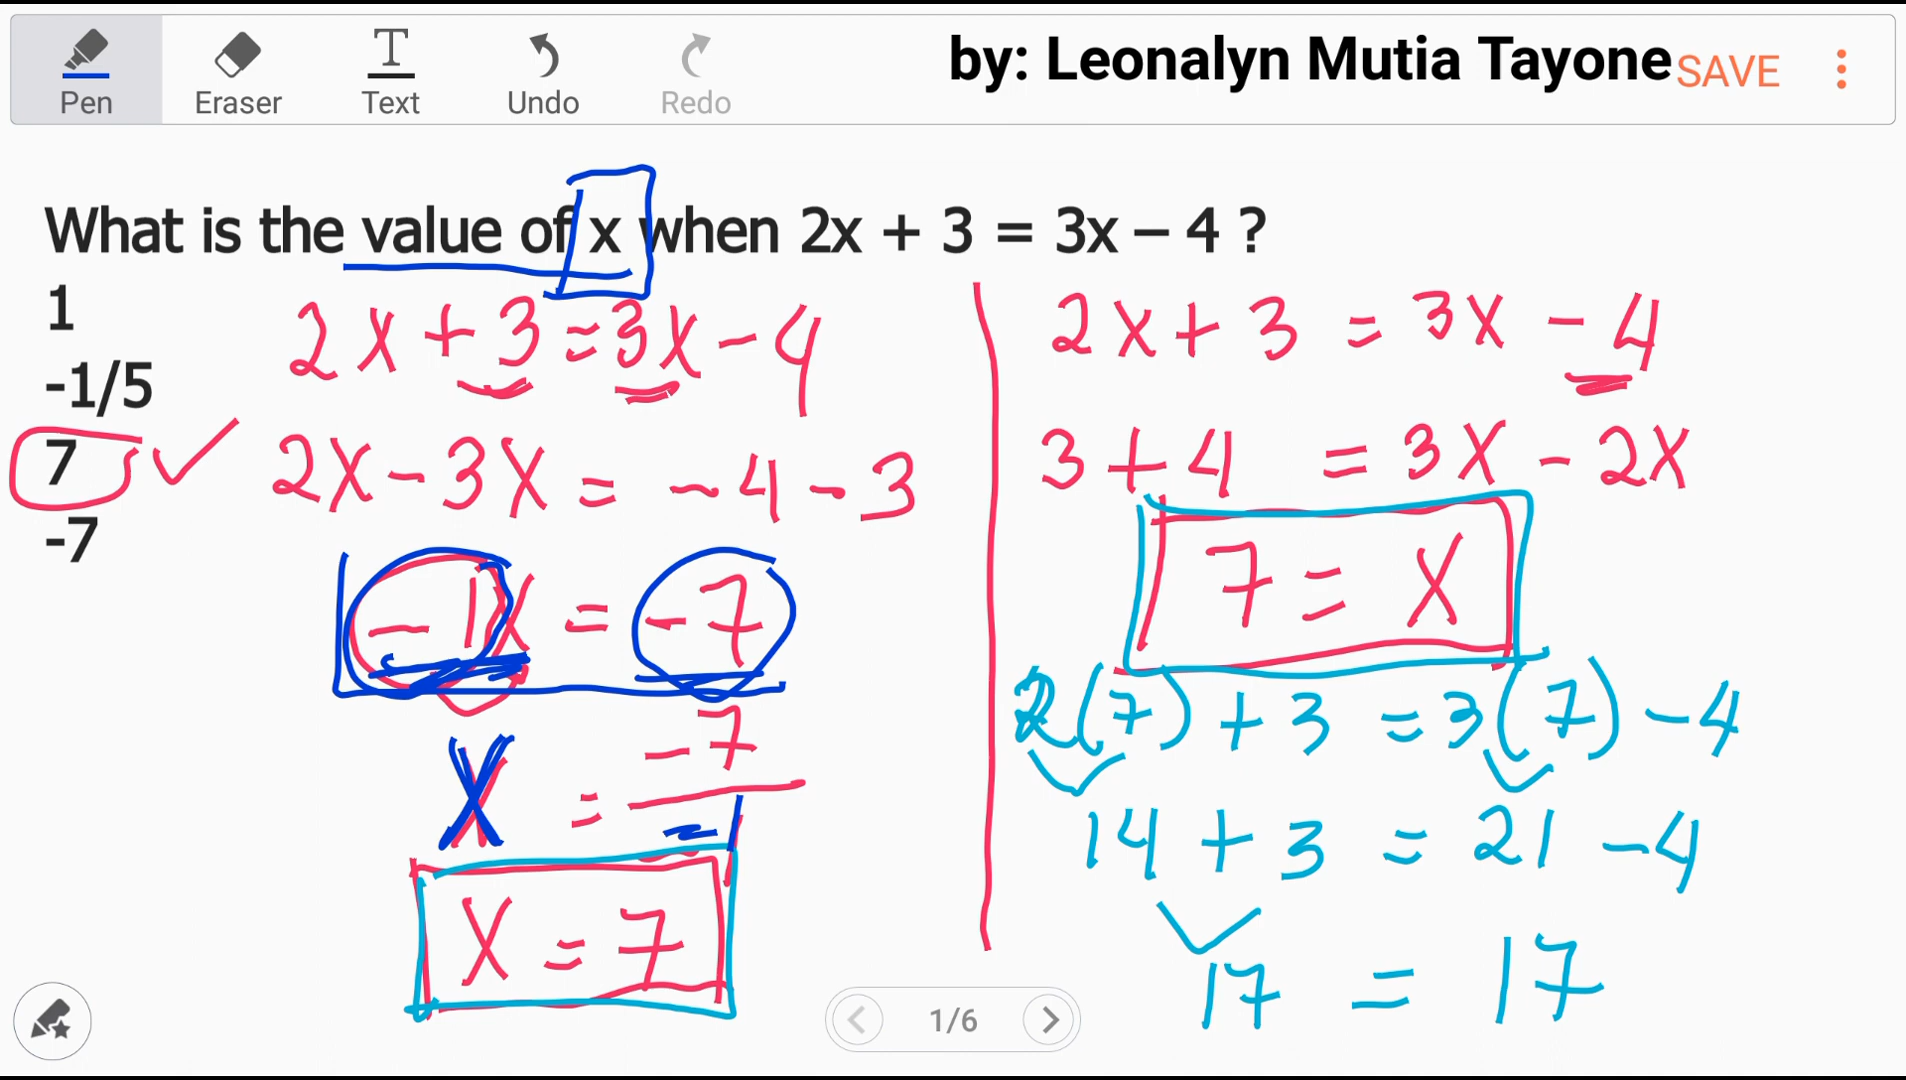 Pen
Eraser
Text
Undo
Redo
by: Leonalyn Mutia Tayone
SAVE
What is the value of x when 2x + 3 = 3x – 4 ?
1
-1/5
7
-7
2x + 3 = 3x - 4
2x - 3x = -4 - 3
-1x = -7
x = -7/-1
x = 7
2x + 3 = 3x - 4
3 + 4 = 3x - 2x
7 = x
2(7) + 3 = 3(7) - 4
14 + 3 = 21 - 4
17 = 17
1/6